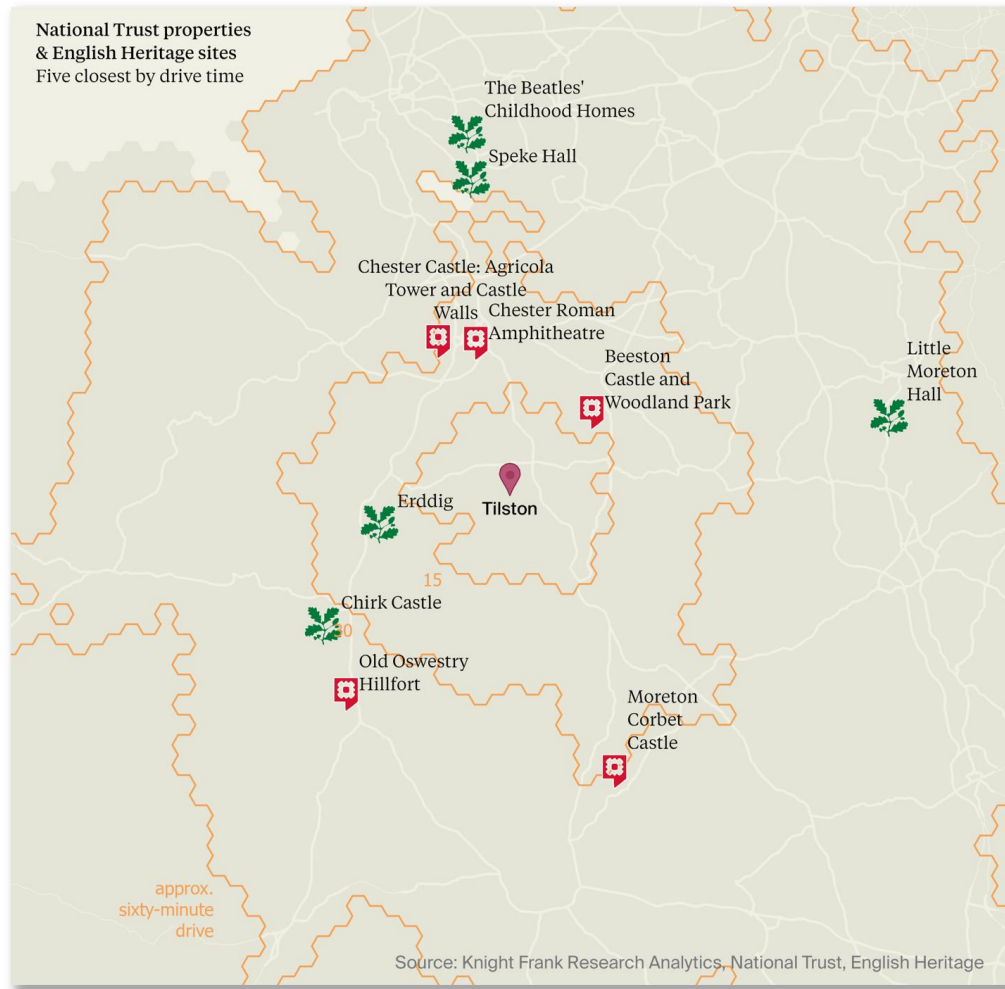 National Trust properties
& English Heritage sites
Five closest by drive time
The Beatles'
Childhood Homes
Speke Hall
Chester Castle: Agricola
Tower and Castle
Walls
Chester Roman
Amphitheatre
Beeston
Castle and
Woodland Park
Little
Moreton
Hall
Tilston
Erddig
15
Chirk Castle
30
Old Oswestry
Hillfort
Moreton
Corbet
Castle
approx.
sixty-minute
drive
Source: Knight Frank Research Analytics, National Trust, English Heritage